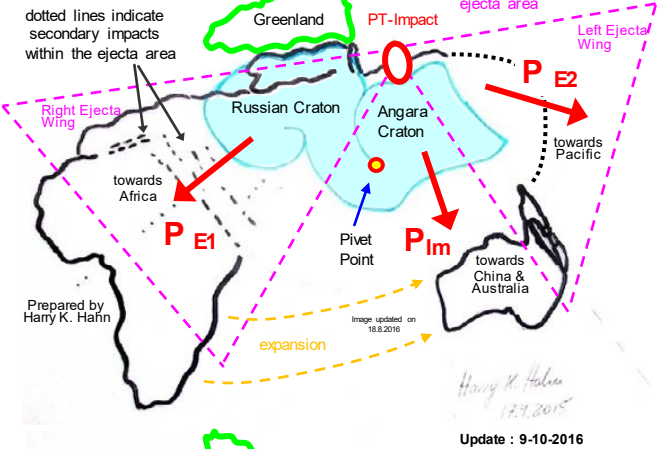 ejecta area
dotted lines indicate
secondary impacts
within the ejecta area
Greenland
PT-Impact
Left Ejecta
Wing
P E2
Right Ejecta
Wing
Russian Craton
Angara
Craton
towards
Pacific
towards
Africa
P E1
Pivet
Point
P Im
towards
China &
Australia
Prepared by
Harry K. Hahn
Image updated on
18.8.2016
expansion
Harry K. Hahn
17.9.2015
Update : 9-10-2016